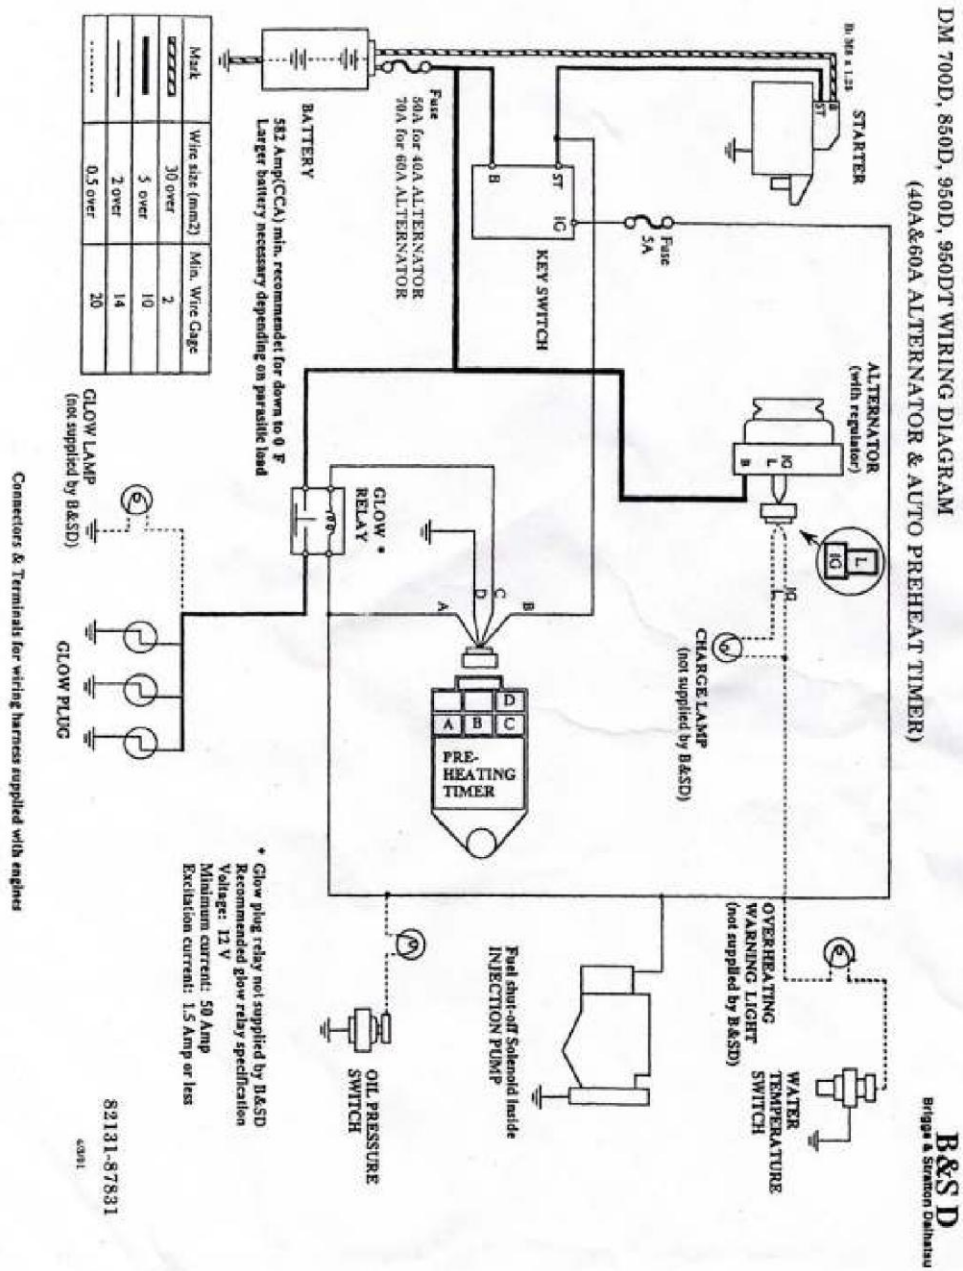 DM 700D, 850D, 950D, 950DT WIRING DIAGRAM
(40A&60A ALTERNATOR & AUTO PREHEAT TIMER)
B&S D
Briggs & Stratton Daihatsu
B: M8 x 1.25
STARTER
B
ST
ALTERNATOR
(with regulator)
IG
L
B
L
IG
IG
L
CHARGE LAMP
(not supplied by B&SD)
OVERHEATING
WARNING LIGHT
(not supplied by B&SD)
WATER
TEMPERATURE
SWITCH
Fuse
5A
KEY SWITCH
ST
IG
B
Fuse
50A for 40A ALTERNATOR
70A for 60A ALTERNATOR
BATTERY
582 Amp(CCA) min. recommendet for down to 0 F
Larger battery necessary depending on parasitic load
GLOW *
RELAY
B
C
D
A
D
A B C
PRE-
HEATING
TIMER
Fuel shut-off Solenoid Inside
INJECTION PUMP
OIL PRESSURE
SWITCH
Mark Wire size (mm2) Min. Wire Gage
30 over 2
5 over 10
2 over 14
0.5 over 20
GLOW LAMP
(not supplied by B&SD)
GLOW PLUG
* Glow plug relay not supplied by B&SD
Recommended glow relay specification
Voltage: 12 V
Minimum current: 50 Amp
Excitation current: 1.5 Amp or less
82131-87831
Connectors & Terminals for wiring harness supplied with engines